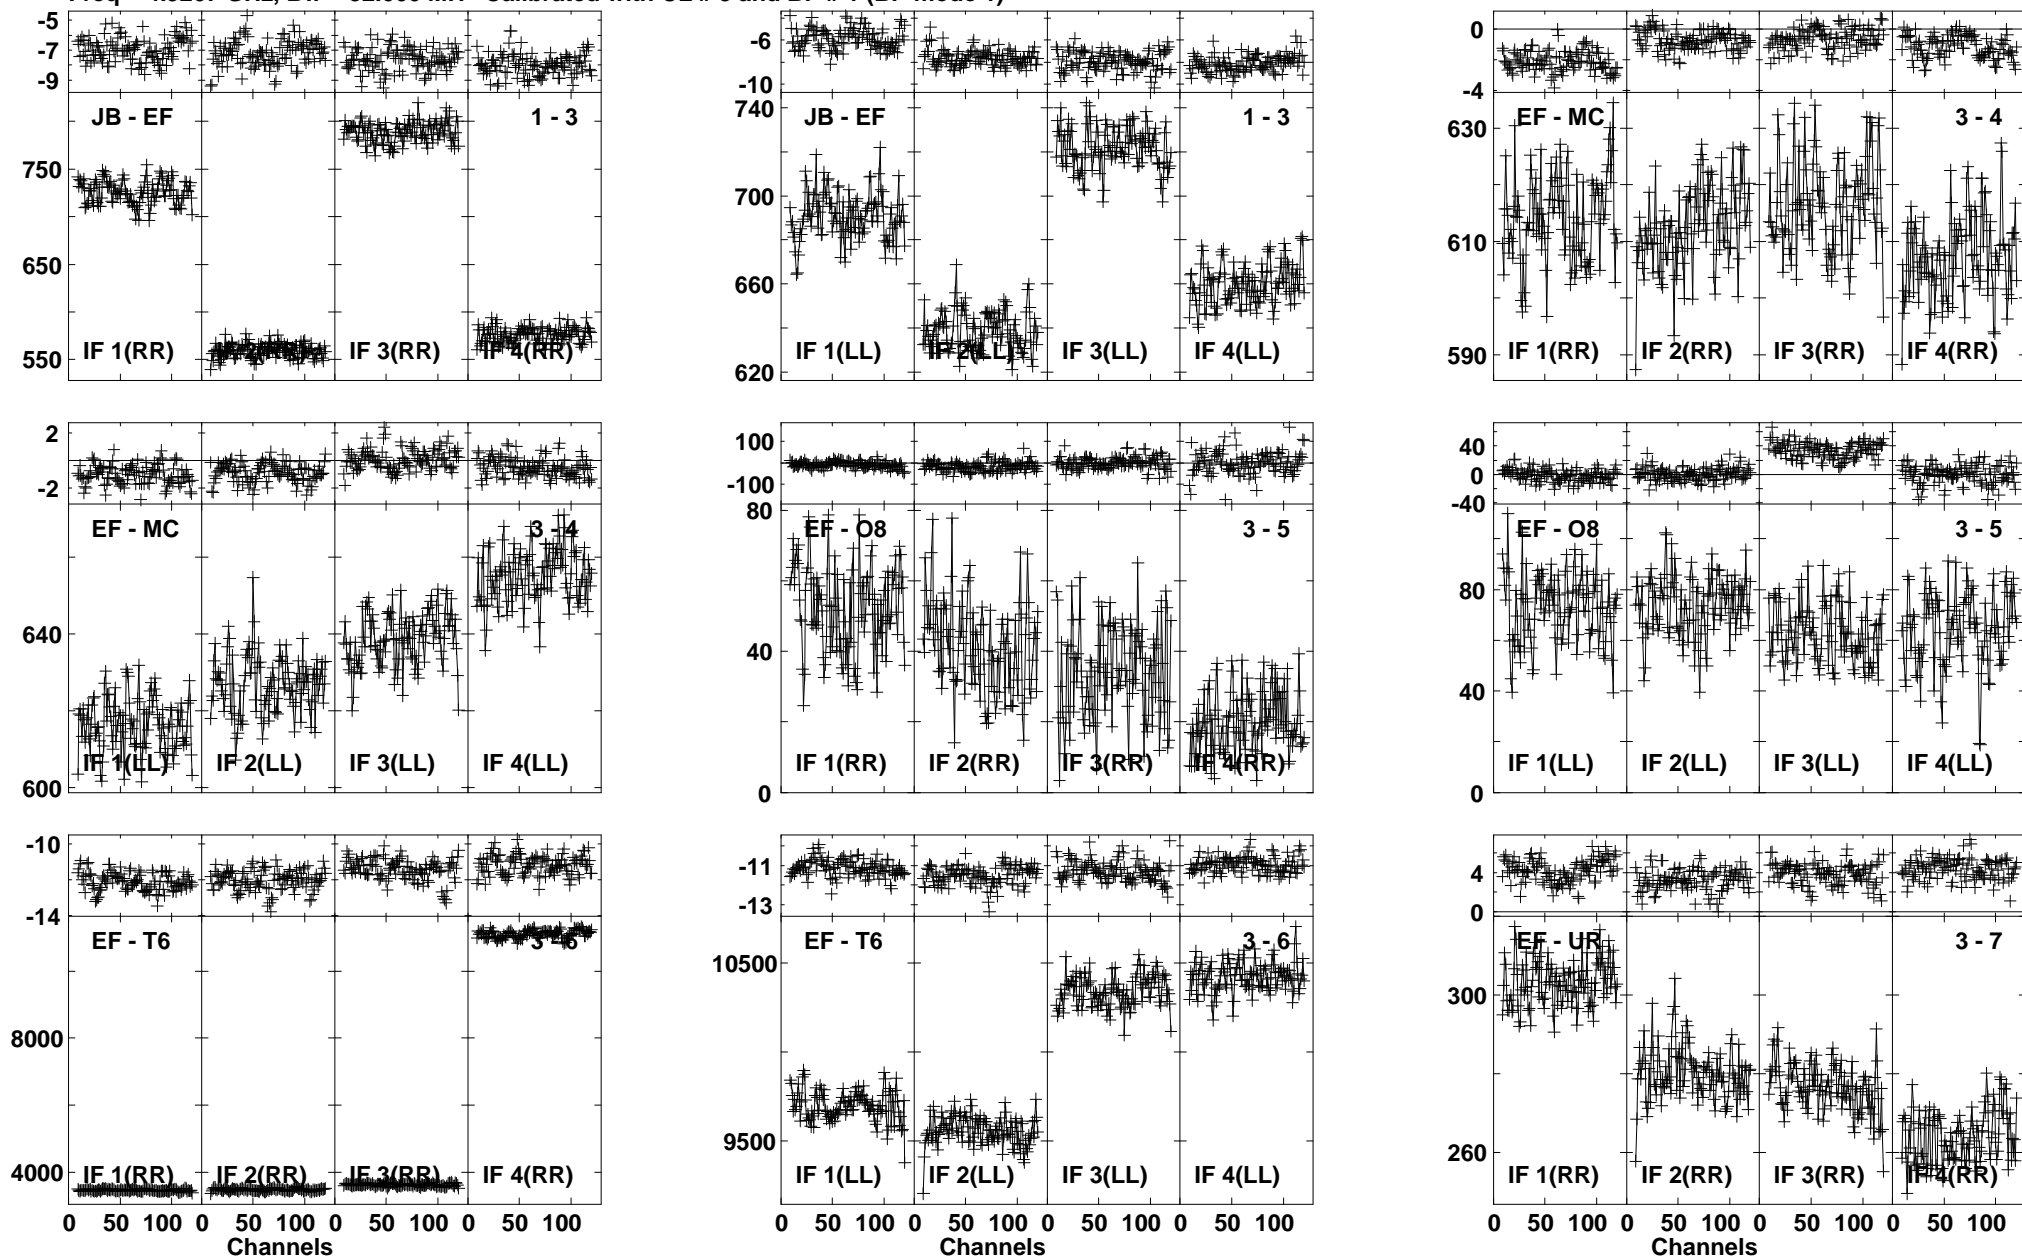 -5
-7
-9
JB - EF
1 - 3
750
650
550
IF 1(RR)
IF 3(RR)
IF 4(RR)
-6
-10
740
JB - EF
1 - 3
700
660
620
IF 1(LL)
IF 2(LL)
IF 3(LL)
IF 4(LL)
0
-4
630
EF - MC
3 - 4
610
590
IF 1(RR)
IF 2(RR)
IF 3(RR)
IF 4(RR)
2
-2
EF - MC
3 - 4
640
600
IF 1(LL)
IF 2(LL)
IF 3(LL)
IF 4(LL)
100
0
-100
80
EF - O8
3 - 5
40
0
IF 1(RR)
IF 2(RR)
IF 3(RR)
IF 4(RR)
40
0
-40
EF - O8
3 - 5
80
40
0
IF 1(LL)
IF 2(LL)
IF 3(LL)
IF 4(LL)
-10
-14
EF - T6
3 - 6
8000
4000
IF 1(RR)
IF 2(RR)
IF 3(RR)
IF 4(RR)
0 100 0 50 100 0 50 100 0 50 100
Channels
-11
-13
EF - T6
3 - 6
10500
9500
IF 1(LL)
IF 2(LL)
IF 3(LL)
IF 4(LL)
0 100 0 50 100 0 50 100 0 50 100
4
0
EF - UR
3 - 7
300
260
IF 1(RR)
IF 2(RR)
IF 3(RR)
IF 4(RR)
0 100 0 50 100 0 50 100 0 50 100
Channels